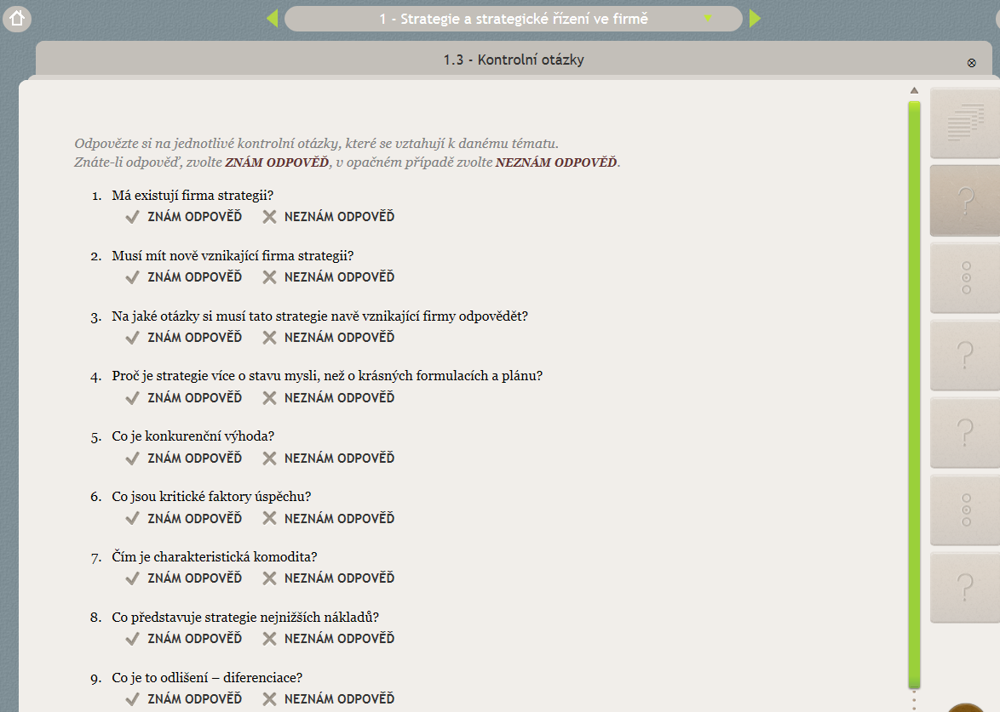 1 - Strategie a strategické řízení ve firmě
1.3 - Kontrolní otázky
Odpovězte si na jednotlivé kontrolní otázky, které se vztahují k danému tématu.
Znáte-li odpověď, zvolte ZNÁM ODPOVĚĎ, v opačném případě zvolte NEZNÁM ODPOVĚĎ.
1. Má existují firma strategii?
ZNÁM ODPOVĚĎ NEZNÁM ODPOVĚĎ
2. Musí mít nově vznikající firma strategii?
ZNÁM ODPOVĚĎ NEZNÁM ODPOVĚĎ
3. Na jaké otázky si musí tato strategie navě vznikající firmy odpovědět?
ZNÁM ODPOVĚĎ NEZNÁM ODPOVĚĎ
4. Proč je strategie více o stavu mysli, než o krásných formulacích a plánu?
ZNÁM ODPOVĚĎ NEZNÁM ODPOVĚĎ
5. Co je konkurenční výhoda?
ZNÁM ODPOVĚĎ NEZNÁM ODPOVĚĎ
6. Co jsou kritické faktory úspěchu?
ZNÁM ODPOVĚĎ NEZNÁM ODPOVĚĎ
7. Čím je charakteristická komodita?
ZNÁM ODPOVĚĎ NEZNÁM ODPOVĚĎ
8. Co představuje strategie nejnižších nákladů?
ZNÁM ODPOVĚĎ NEZNÁM ODPOVĚĎ
9. Co je to odlišení – diferenciace?
ZNÁM ODPOVĚĎ NEZNÁM ODPOVĚĎ